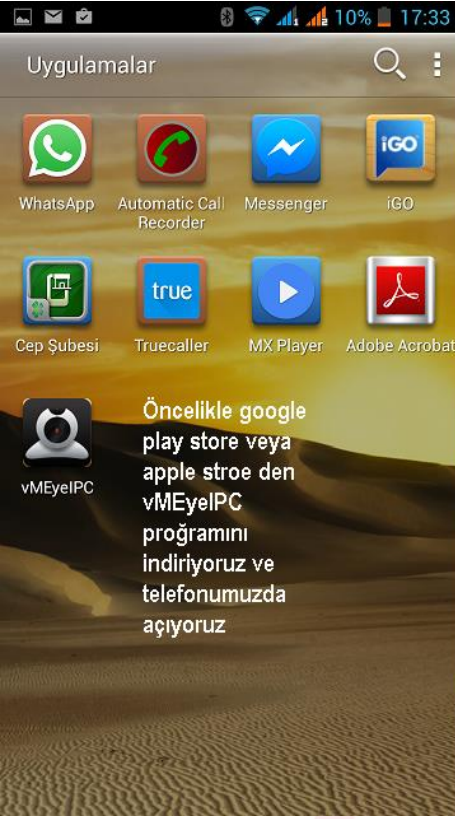 10% 17:33
Uygulamalar
iGO
WhatsApp Automatic Call Recorder Messenger iGO
true
Cep Şubesi Truecaller MX Player Adobe Acrobat
vMEyeIPC
Öncelikle google
play store veya
apple stroe den
vMEyeIPC
proğramını
indiriyoruz ve
telefonumuzda
açıyoruz